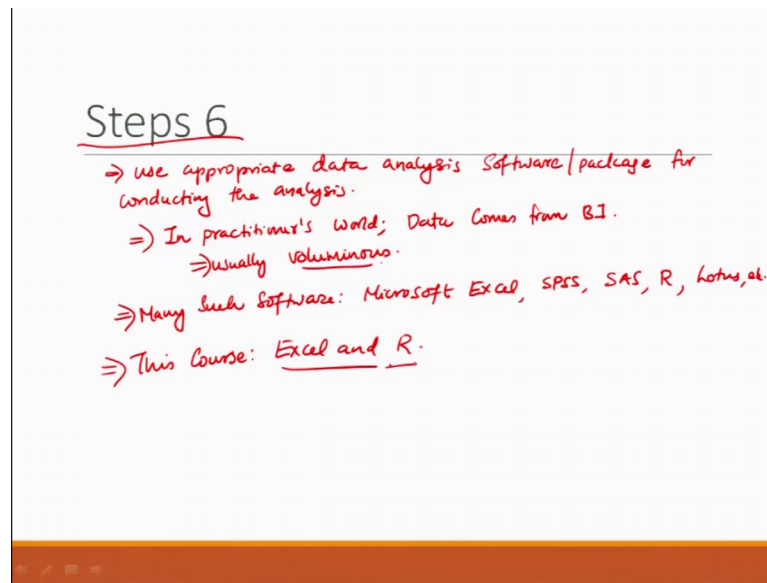 Steps 6
⇒ use appropriate data analysis Software/package for
conducting the analysis.
⇒ In practitioner's world; Data Comes from BI.
⇒ usually voluminous.
⇒ Many Such Software: Microsoft Excel, SPSS, SAS, R, Lotus, etc.
⇒ This Course: Excel and R.